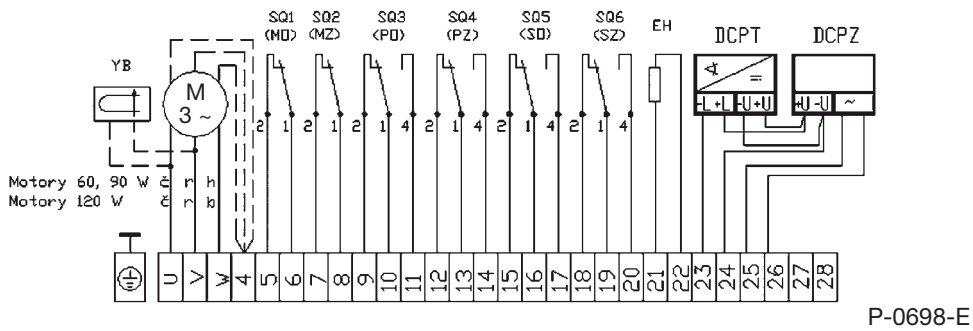 SQ1 SQ2 SQ3 SQ4 SQ5 SQ6 EH DCPT DCPZ
(MO) (MZ) (PO) (PZ) (SO) (SZ)
YB
M
3 ~
-L +L -U +U +U -U ~
2 1 2 1 2 1 4 2 1 4 2 1 4 2 1 4
Motory 60, 90 W č r h
Motory 120 W č r b
U V W 4 5 6 7 8 9 10 11 12 13 14 15 16 17 18 19 20 21 22 23 24 25 26 27 28
P-0698-E